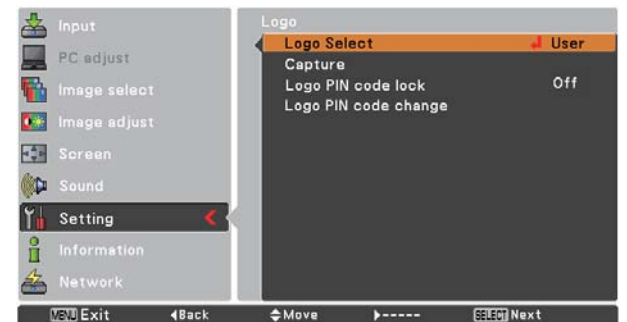 Input
PC adjust
Image select
Image adjust
Screen
Sound
Setting
Information
Network
Logo
Logo Select User
Capture
Logo PIN code lock Off
Logo PIN code change
MENU Exit ◀Back Move ▶----- SELECT Next